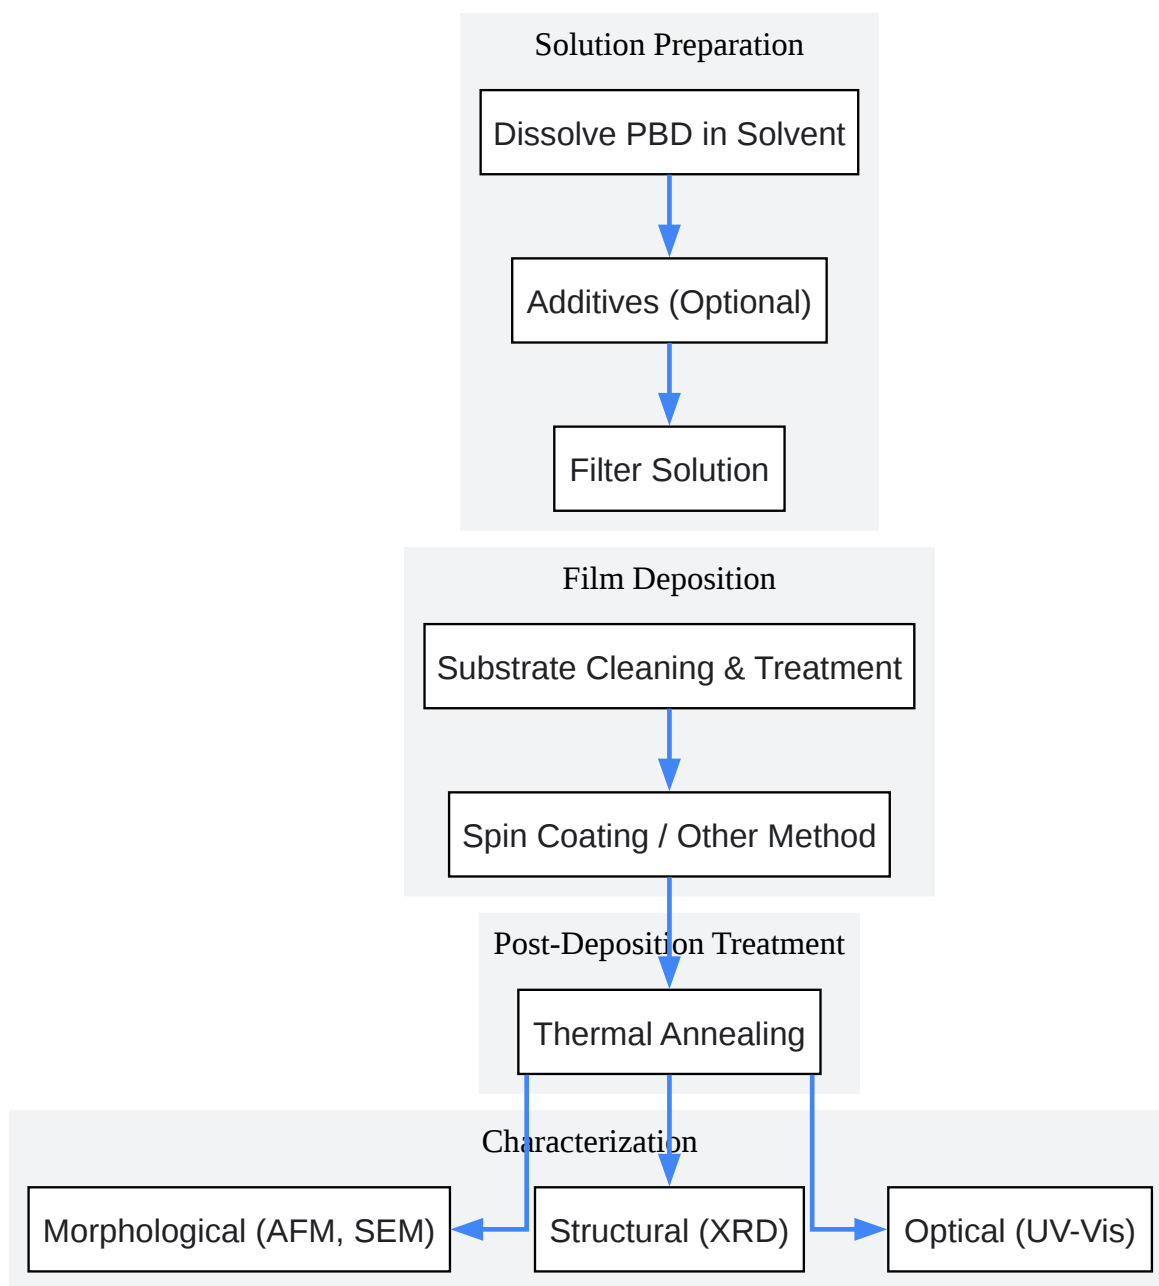 Solution Preparation
Dissolve PBD in Solvent
Additives (Optional)
Filter Solution
Film Deposition
Substrate Cleaning & Treatment
Spin Coating / Other Method
Post-Deposition Treatment
Thermal Annealing
Characterization
Morphological (AFM, SEM)
Structural (XRD)
Optical (UV-Vis)